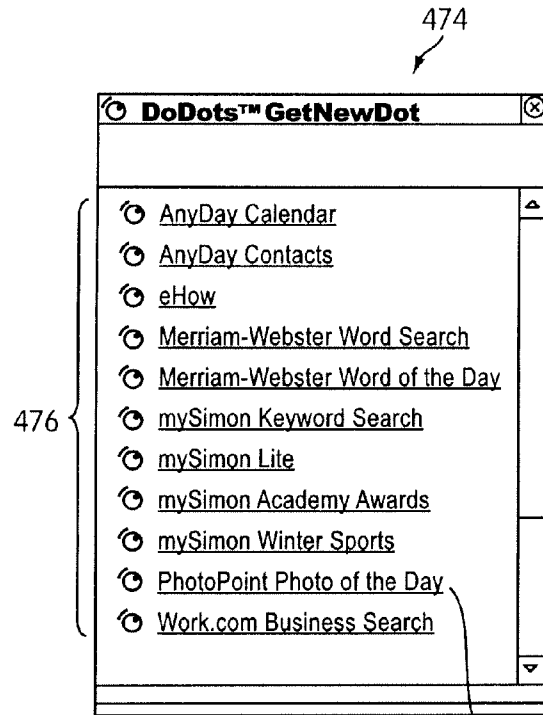 474
DoDots™ GetNewDot
AnyDay Calendar
AnyDay Contacts
eHow
Merriam-Webster Word Search
Merriam-Webster Word of the Day
476
mySimon Keyword Search
mySimon Lite
mySimon Academy Awards
mySimon Winter Sports
PhotoPoint Photo of the Day
Work.com Business Search